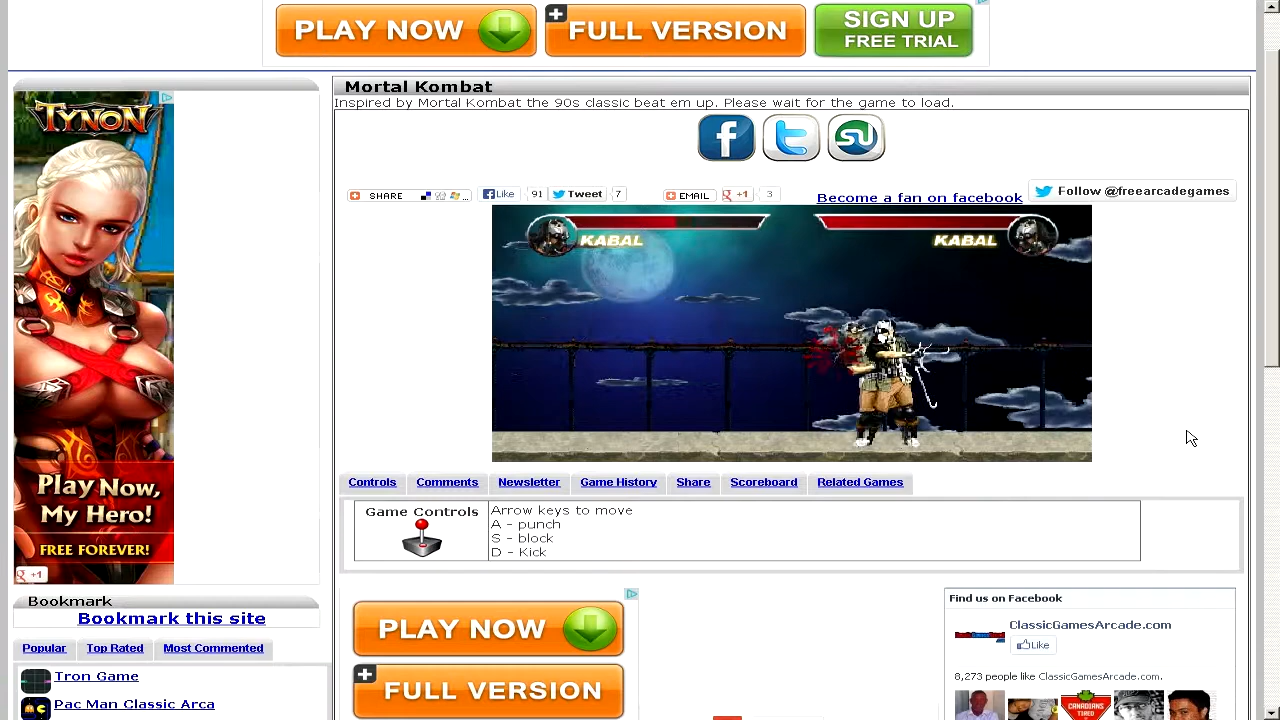 PLAY NOW
FULL VERSION
SIGN UP
FREE TRIAL
TYNON
Play Now,
My Hero!
FREE FOREVER!
+1
Bookmark
Bookmark this site
Popular
Top Rated
Most Commented
Tron Game
Pac Man Classic Arca
Mortal Kombat
Inspired by Mortal Kombat the 90s classic beat em up. Please wait for the game to load.
SHARE
Like
91
Tweet
7
EMAIL
+1
3
Become a fan on facebook
Follow @freearcadegames
KABAL
KABAL
Controls
Comments
Newsletter
Game History
Share
Scoreboard
Related Games
Game Controls
Arrow keys to move
A - punch
S - block
D - Kick
PLAY NOW
FULL VERSION
Find us on Facebook
ClassicGamesArcade.com
Like
6,273 people like ClassicGamesArcade.com.